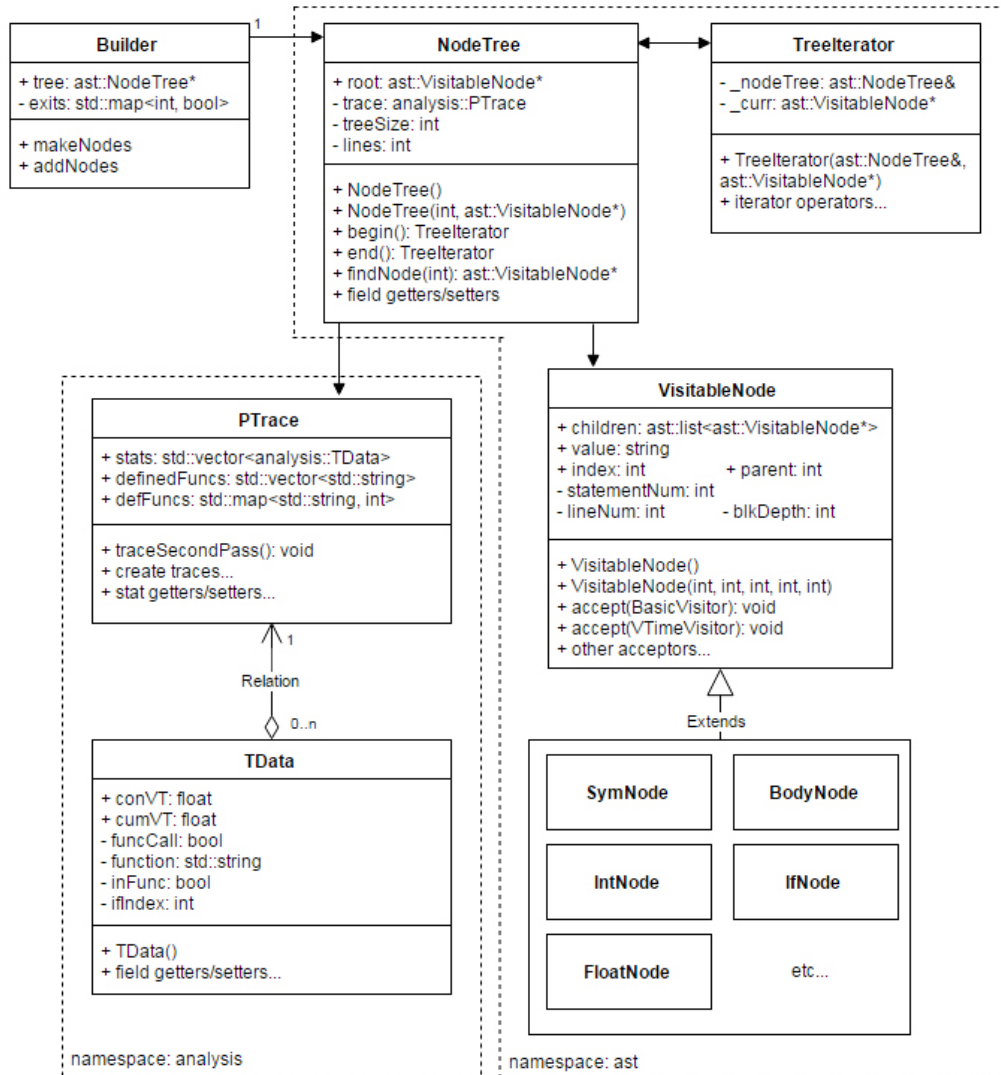 Builder
+ tree: ast::NodeTree*
- exits: std::map<int, bool>
+ makeNodes
+ addNodes
1
NodeTree
+ root: ast::VisitableNode*
- trace: analysis::PTrace
- treeSize: int
- lines: int
+ NodeTree()
+ NodeTree(int, ast::VisitableNode*)
+ begin(): TreeIterator
+ end(): TreeIterator
+ findNode(int): ast::VisitableNode*
+ field getters/setters
TreeIterator
- _nodeTree: ast::NodeTree&
- _curr: ast::VisitableNode*
+ TreeIterator(ast::NodeTree&,
ast::VisitableNode*)
+ iterator operators...
PTrace
+ stats: std::vector<analysis::TData>
+ definedFuncs: std::vector<std::string>
+ defFuncs: std::map<std::string, int>
+ traceSecondPass(): void
+ create traces...
+ stat getters/setters...
1
Relation
0..n
TData
+ conVT: float
+ cumVT: float
- funcCall: bool
- function: std::string
- inFunc: bool
- ifIndex: int
+ TData()
+ field getters/setters...
namespace: analysis
VisitableNode
+ children: ast::list<ast::VisitableNode*>
+ value: string
+ index: int + parent: int
- statementNum: int
- lineNum: int - blkDepth: int
+ VisitableNode()
+ VisitableNode(int, int, int, int, int)
+ accept(BasicVisitor): void
+ accept(VTimeVisitor): void
+ other acceptors...
Extends
SymNode
BodyNode
IntNode
IfNode
FloatNode
etc...
namespace: ast